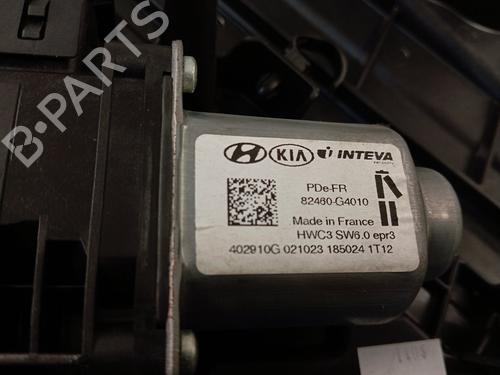 B-PARTS
KIA INTEVA
PDe-FR
82460-G4010
Made in France
HWC3 SW6.0 epr3
402910G 021023 185024 1T12